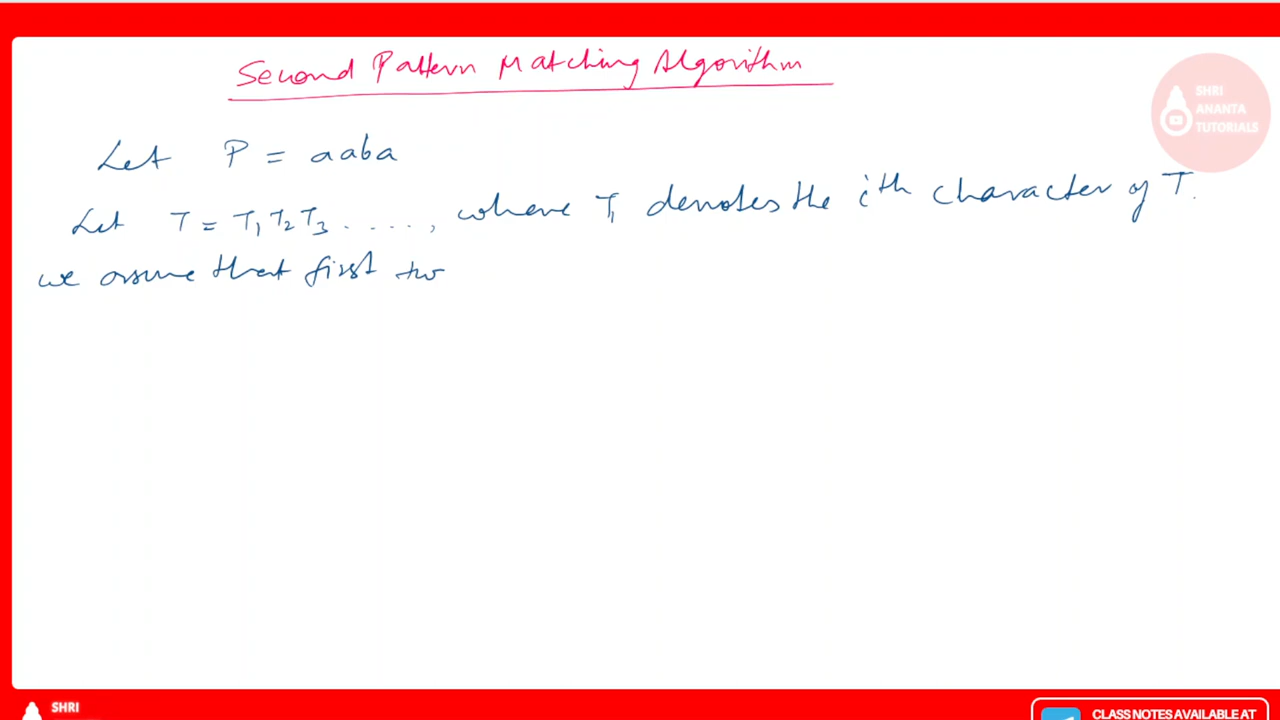 Second Pattern Matching Algorithm
SHRI
ANANTA
TUTORIALS
Let P = aaba
Let T = T₁ T₂ T₃ ......, where Tᵢ denotes the ith character of T.
we assume that first two
SHRI
CLASS NOTES AVAILABLE AT